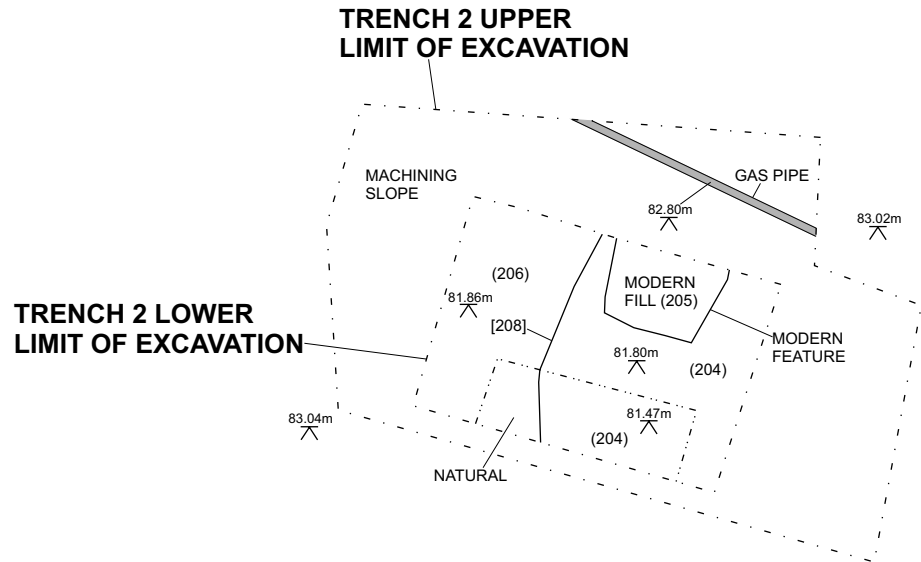 TRENCH 2 UPPER
LIMIT OF EXCAVATION
MACHINING
SLOPE
GAS PIPE
82.80m
83.02m
(206)
MODERN
FILL (205)
81.86m
TRENCH 2 LOWER
LIMIT OF EXCAVATION
[208]
MODERN
FEATURE
81.80m
(204)
83.04m
81.47m
(204)
NATURAL